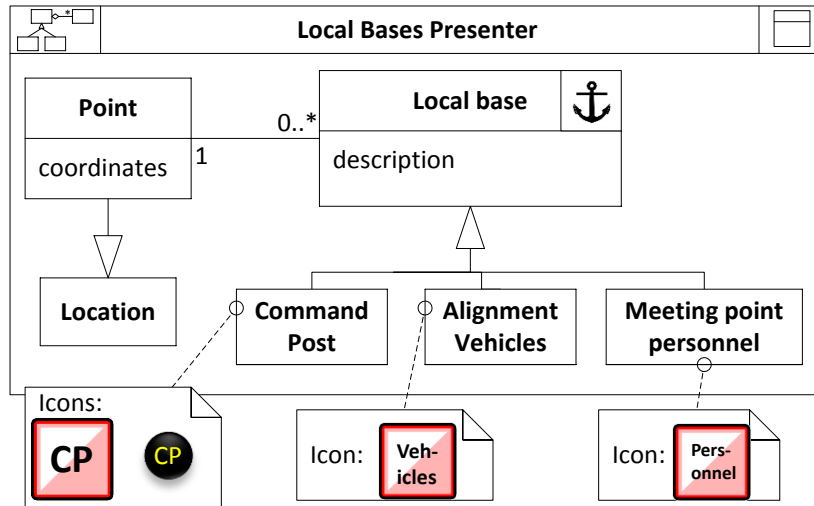 *
Local Bases Presenter
Point
coordinates
1
0..*
Local base
description
Location
Command
Post
Alignment
Vehicles
Meeting point
personnel
Icons:
CP
CP
Icon:
Veh-
icles
Icon:
Pers-
onnel